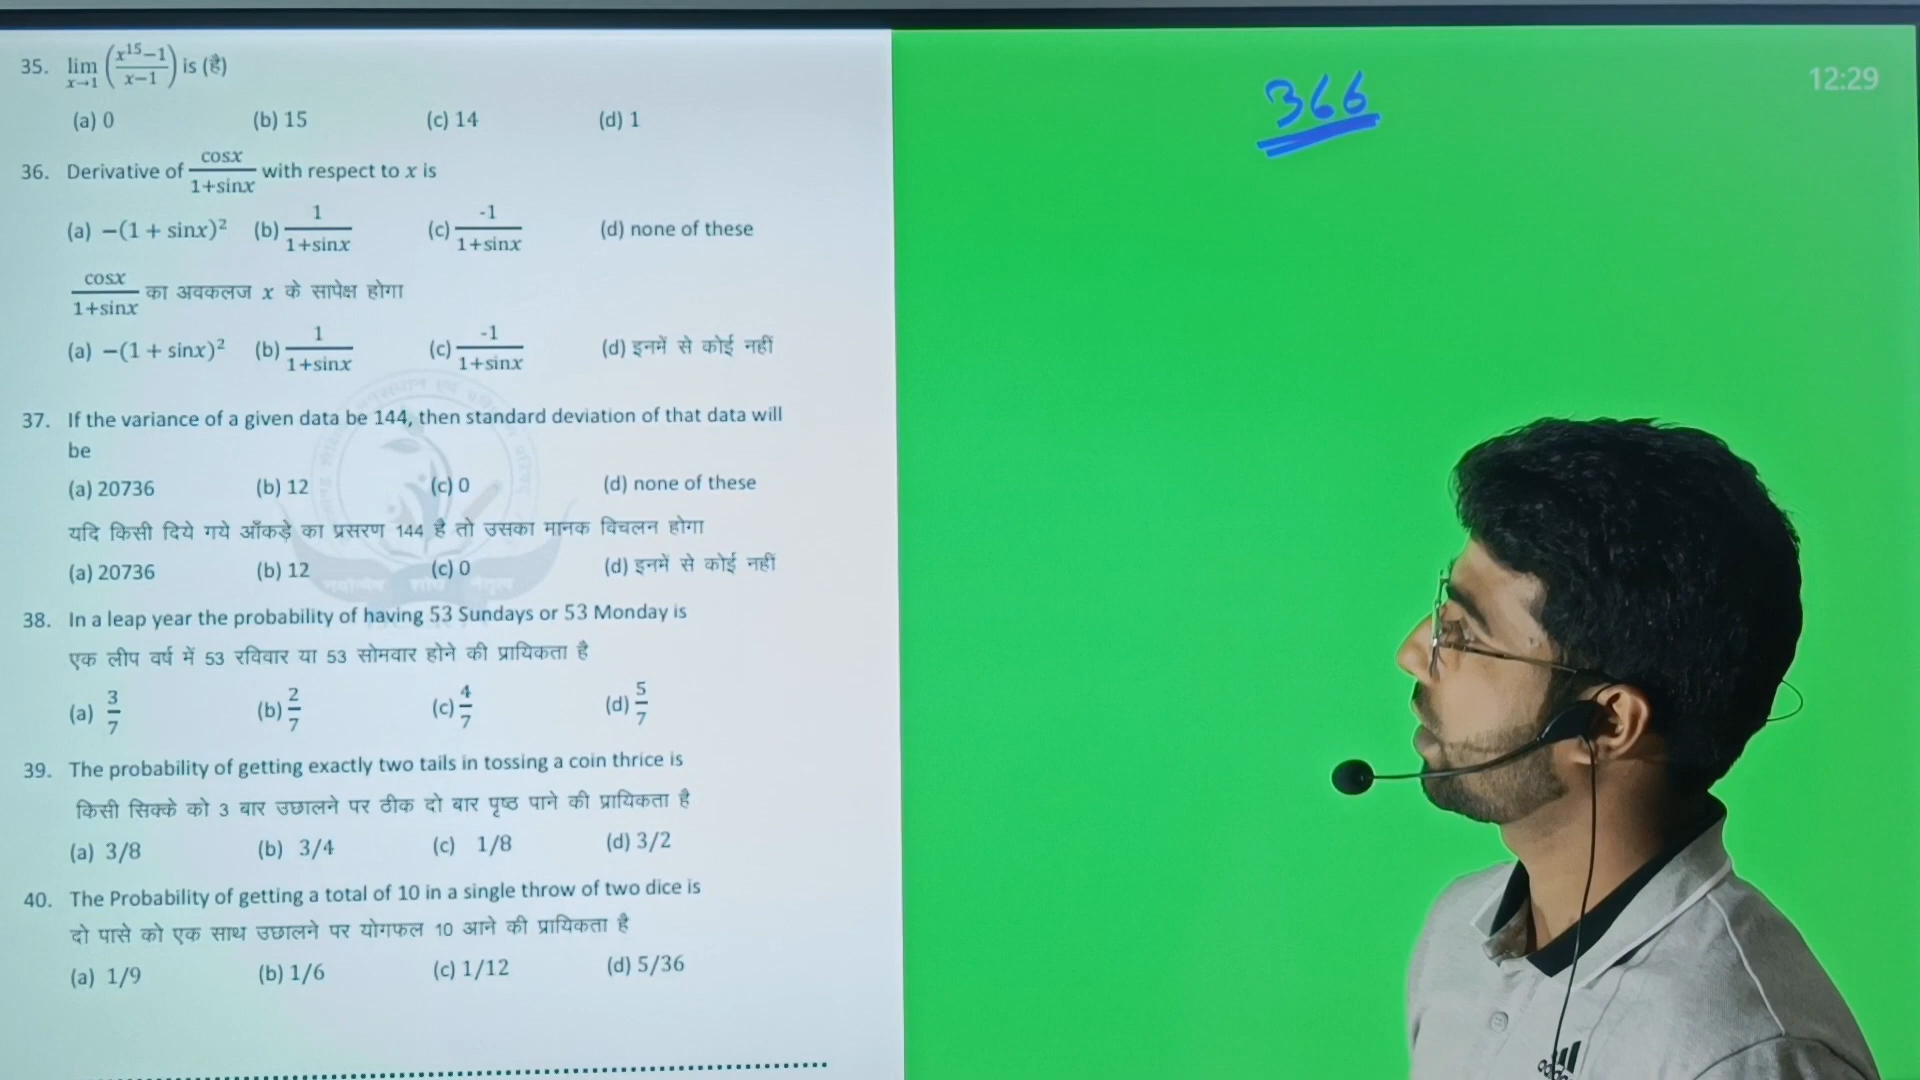 35. lim x→1 (x¹⁵−1 / x−1) is (है)
(a) 0 (b) 15 (c) 14 (d) 1
36. Derivative of cosx / 1+sinx with respect to x is
(a) −(1 + sinx)² (b) 1 / 1+sinx (c) -1 / 1+sinx (d) none of these
cosx / 1+sinx का अवकलज x के सापेक्ष होगा
(a) −(1 + sinx)² (b) 1 / 1+sinx (c) -1 / 1+sinx (d) इनमें से कोई नहीं
37. If the variance of a given data be 144, then standard deviation of that data will
be
(a) 20736 (b) 12 (c) 0 (d) none of these
यदि किसी दिये गये आँकड़े का प्रसरण 144 है तो उसका मानक विचलन होगा
(a) 20736 (b) 12 (c) 0 (d) इनमें से कोई नहीं
38. In a leap year the probability of having 53 Sundays or 53 Monday is
एक लीप वर्ष में 53 रविवार या 53 सोमवार होने की प्रायिकता है
(a) 3/7 (b) 2/7 (c) 4/7 (d) 5/7
39. The probability of getting exactly two tails in tossing a coin thrice is
किसी सिक्के को 3 बार उछालने पर ठीक दो बार पृष्ठ पाने की प्रायिकता है
(a) 3/8 (b) 3/4 (c) 1/8 (d) 3/2
40. The Probability of getting a total of 10 in a single throw of two dice is
दो पासे को एक साथ उछालने पर योगफल 10 आने की प्रायिकता है
(a) 1/9 (b) 1/6 (c) 1/12 (d) 5/36
366
12:29